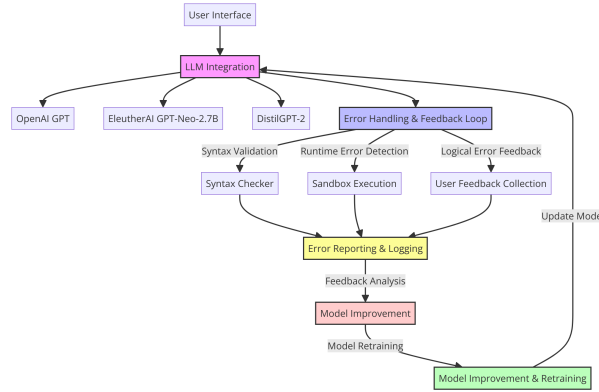 User Interface
LLM Integration
OpenAI GPT
EleutherAI GPT-Neo-2.7B
DistilGPT-2
Error Handling & Feedback Loop
Syntax Validation
Runtime Error Detection
Logical Error Feedback
Syntax Checker
Sandbox Execution
User Feedback Collection
Update Mode
Error Reporting & Logging
Feedback Analysis
Model Improvement
Model Retraining
Model Improvement & Retraining